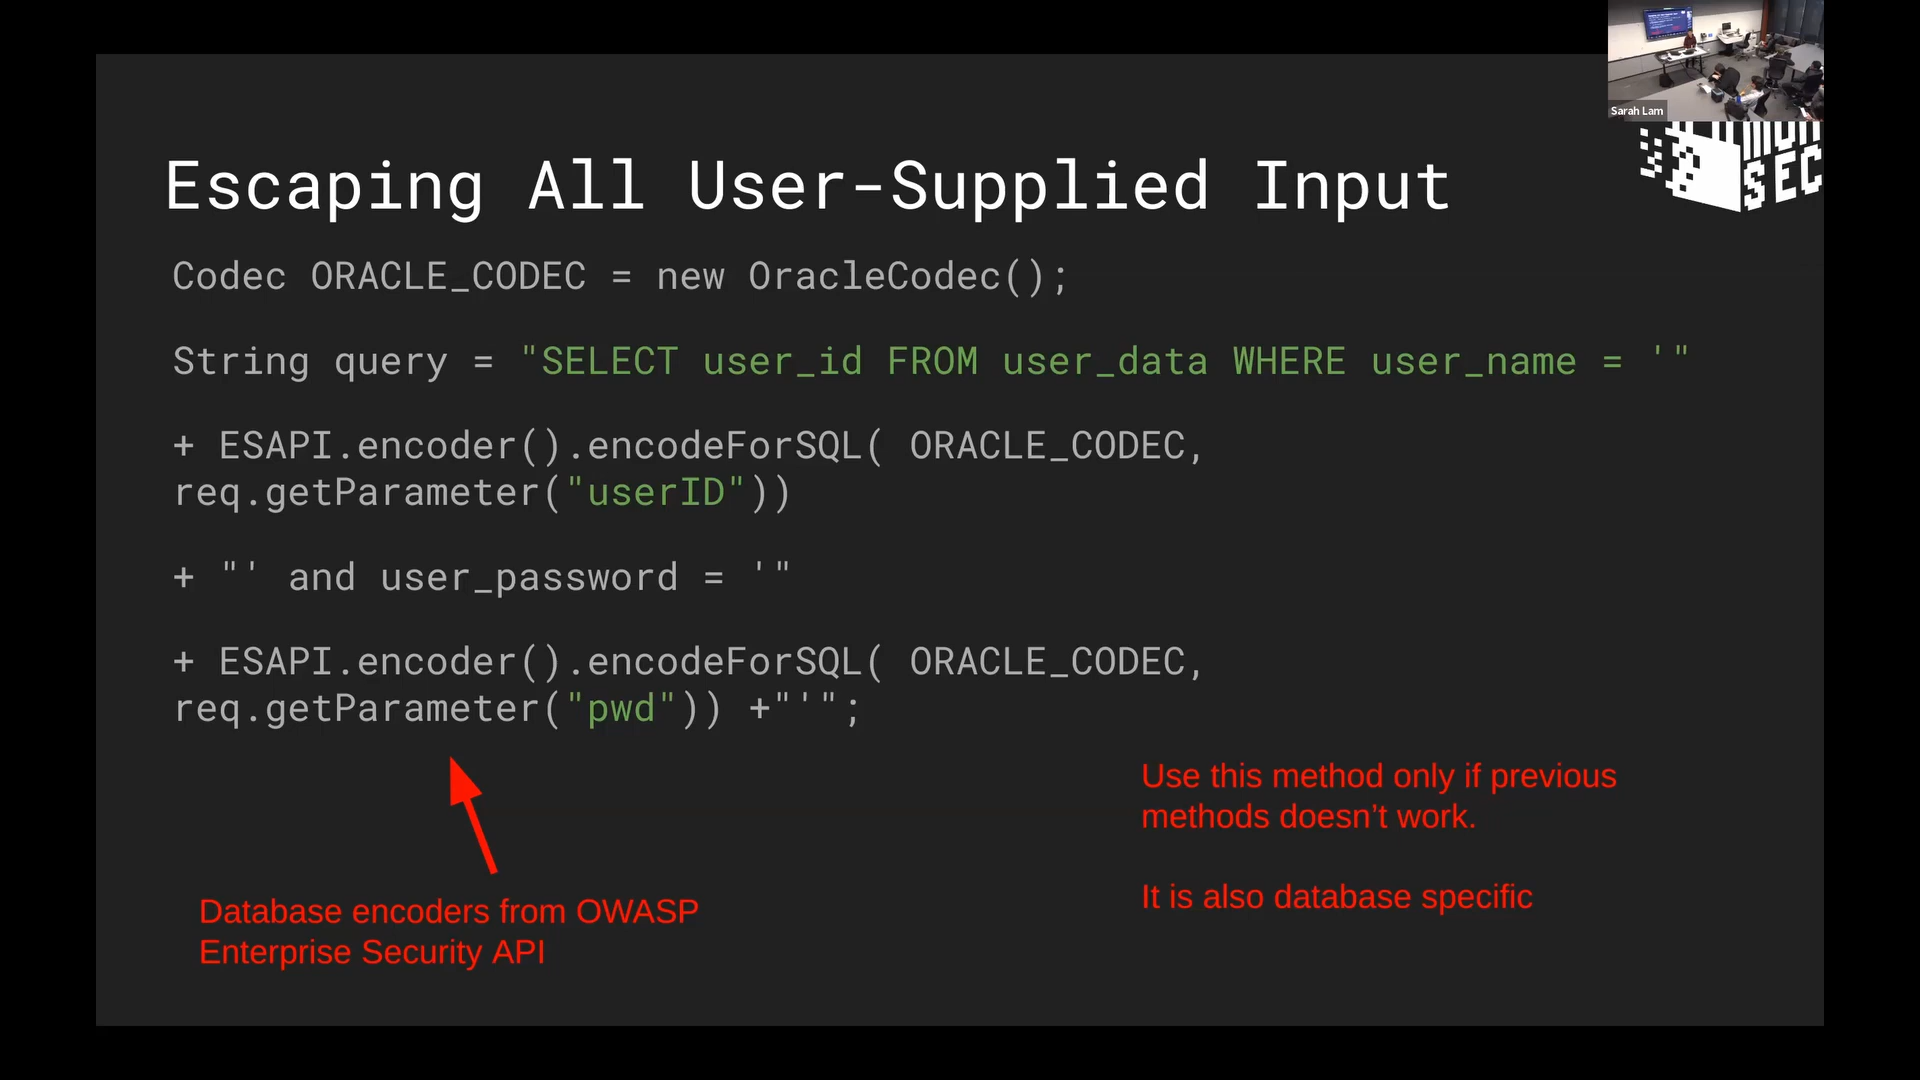 Sarah Lam
SEC
Escaping All User-Supplied Input
Codec ORACLE_CODEC = new OracleCodec();
String query = "SELECT user_id FROM user_data WHERE user_name = '"
+ ESAPI.encoder().encodeForSQL( ORACLE_CODEC,
req.getParameter("userID"))
+ "' and user_password = '"
+ ESAPI.encoder().encodeForSQL( ORACLE_CODEC,
req.getParameter("pwd")) +"'";
Use this method only if previous
methods doesn’t work.
It is also database specific
Database encoders from OWASP
Enterprise Security API